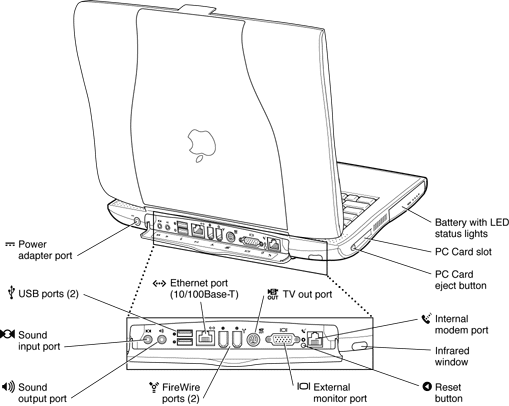 Battery with LED
status lights
PC Card slot
PC Card
eject button
Power
adapter port
Ethernet port
(10/100Base-T)
USB ports (2)
OUT
TV out port
Sound
input port
Internal
modem port
Infrared
window
Sound
output port
FireWire
ports (2)
External
monitor port
Reset
button